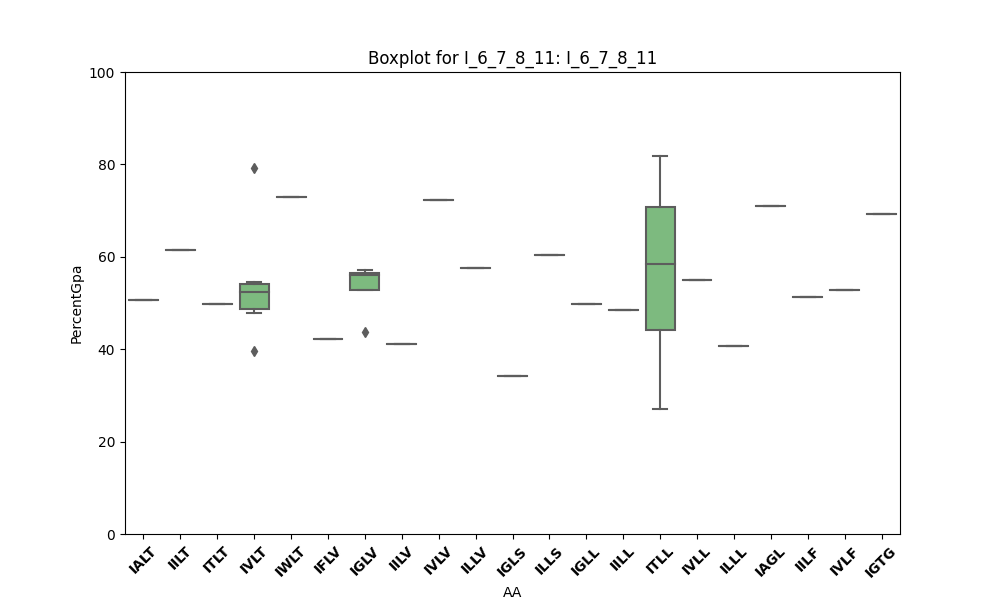 Boxplot for I_6_7_8_11: I_6_7_8_11
100
80
60
40
20
0
PercentGpa
IALT
IILT
ITLT
IVLT
IWLT
IFLV
IGLV
IILV
IVLV
ILLV
IGLS
ILLS
IGLL
IILL
ITLL
IVLL
ILLL
IAGL
IILF
IVLF
IGTG
AA